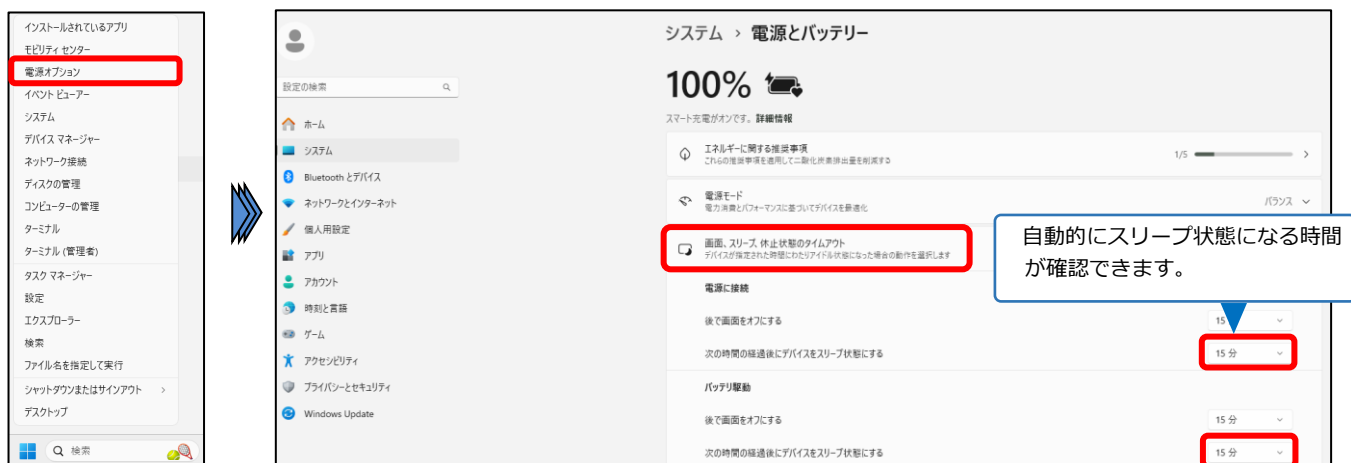 インストールされているアプリ
モビリティ センター
電源オプション
イベント ビューアー
システム
デバイス マネージャー
ネットワーク接続
ディスクの管理
コンピューターの管理
ターミナル
ターミナル (管理者)
タスク マネージャー
設定
エクスプローラー
検索
ファイル名を指定して実行
シャットダウンまたはサインアウト
デスクトップ
検索
設定の検索
ホーム
システム
Bluetooth とデバイス
ネットワークとインターネット
個人用設定
アプリ
アカウント
時刻と言語
ゲーム
アクセシビリティ
プライバシーとセキュリティ
Windows Update
システム › 電源とバッテリー
100%
スマート充電がオンです。 詳細情報
エネルギーに関する推奨事項
これらの推奨事項を適用して二酸化炭素排出量を削減する
1/5
電源モード
電力消費とパフォーマンスに基づいてデバイスを最適化
バランス
画面、スリープ、休止状態のタイムアウト
デバイスが指定された時間にわたりアイドル状態になった場合の動作を選択します
自動的にスリープ状態になる時間
が確認できます。
電源に接続
後で画面をオフにする
15
次の時間の経過後にデバイスをスリープ状態にする
15 分
バッテリ駆動
後で画面をオフにする
15 分
次の時間の経過後にデバイスをスリープ状態にする
15 分